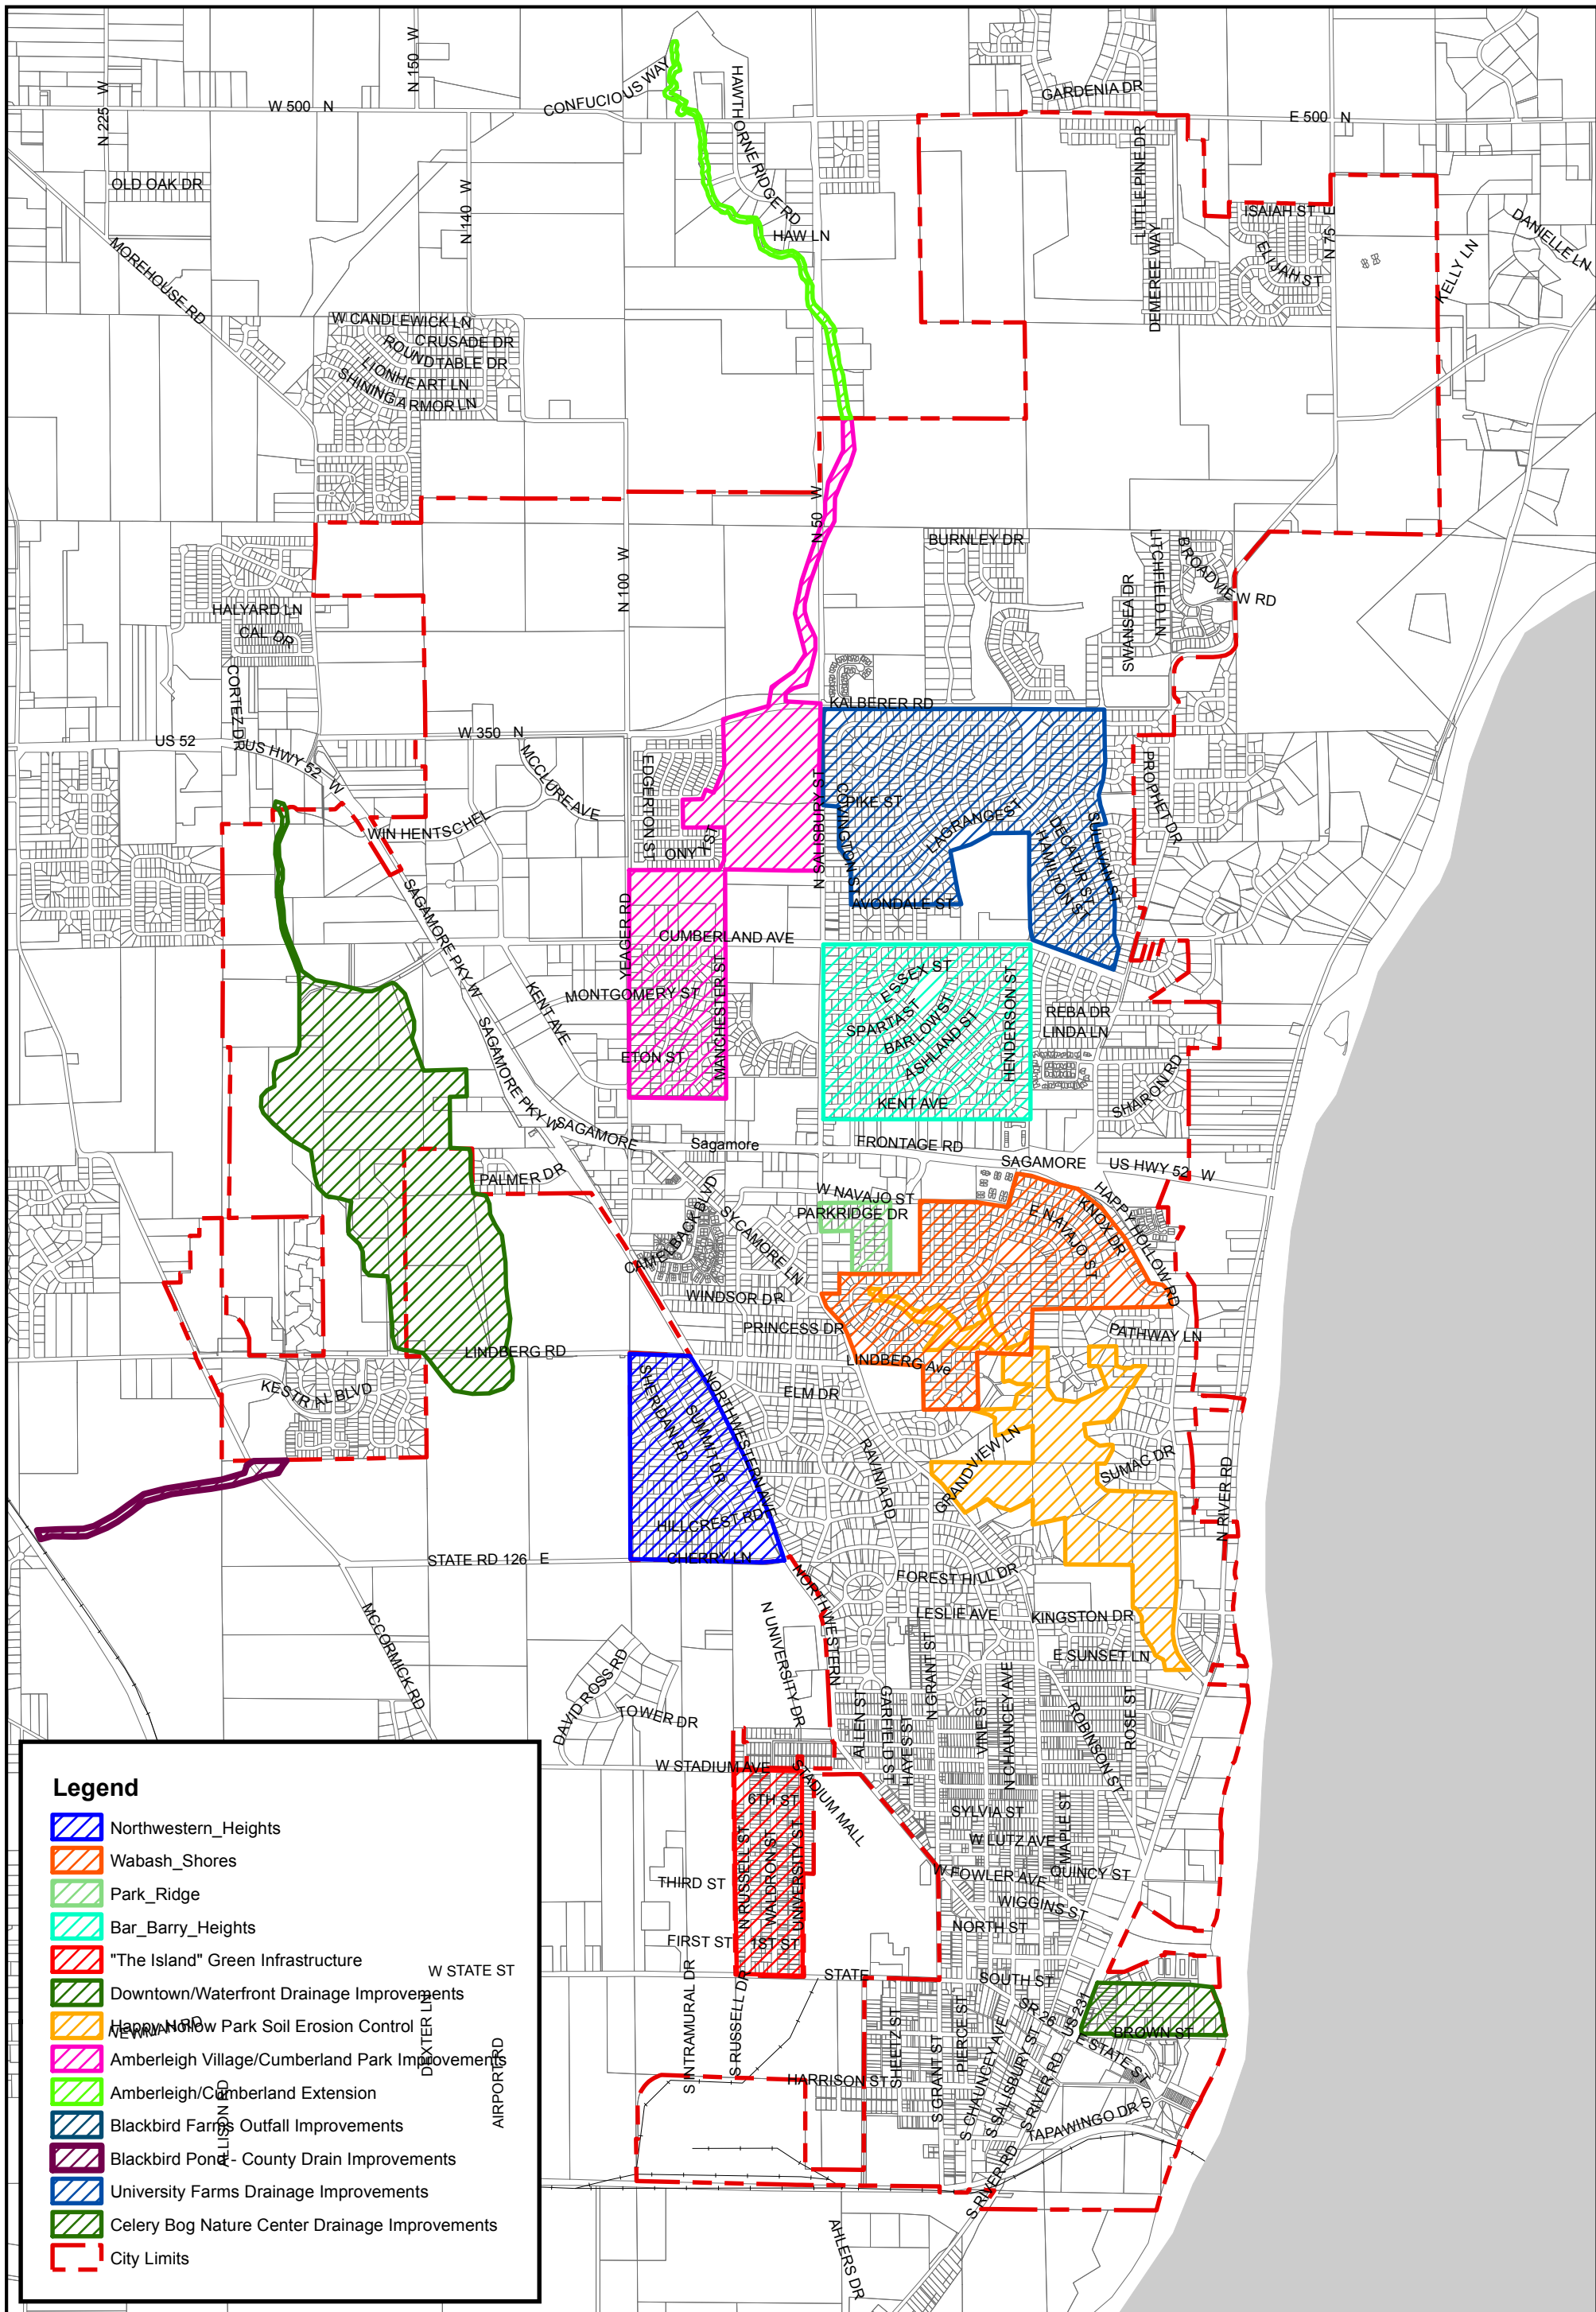 N 150 W
N 225 W
W 500 N
CONFUCIOUS WAY
HAWTHORNE RIDGE RD
GARDENIA DR
E 500 N
LITTLE PINE DR
OLD OAK DR
N 140 W
HAW LN
ISAIAH ST
N 75 E
ELIJAH ST
DANIELLE LN
KELLY LN
DEMEREE WAY
MOREHOUSE RD
W CANDLEWICK LN
CRUSADE DR
ROUNDTABLE DR
LIONHEART LN
SHINING ARMOR LN
N 50 W
BURNLEY DR
LITCHFIELD LN
BROADVIEW RD
N 100 W
SWANSEA DR
HALYARD LN
CAL DR
CORTEZ DR
KALBERER RD
US 52
US HWY 52 W
W 350 N
MCCLURE AVE
EDGERTON ST
N SALISBURY ST
COVINGTON ST
PIKE ST
LAGRANGE ST
DECATUR ST
HAMILTON ST
SULLIVAN ST
PROPHET DR
WIN HENTSCHEL
ONYX ST
SAGAMORE PKY W
AVONDALE ST
YEAGER RD
CUMBERLAND AVE
MANCHESTER ST
MONTGOMERY ST
KENT AVE
ESSEX ST
SPARTA ST
BARLOW ST
ASHLAND ST
HENDERSON ST
REBA DR
LINDA LN
SAGAMORE PKY W
ETON ST
SHARON RD
KENT AVE
SAGAMORE
Sagamore
FRONTAGE RD
SAGAMORE
US HWY 52 W
PALMER DR
CAMELBACK BLVD
SYCAMORE LN
W NAVAJO ST
PARKRIDGE DR
E NAVAJO ST
KNOX DR
HAPPY HOLLOW RD
WINDSOR DR
PRINCESS DR
PATHWAY LN
LINDBERG RD
LINDBERG Ave
KESTRAL BLVD
SHERIDAN RD
SUMMIT DR
NORTHWESTERN AVE
ELM DR
RAVINIA RD
GRANDVIEW LN
SUMAC DR
N RIVER RD
HILLCREST RD
STATE RD 126 E
CHERRY LN
NORTHWESTERN
FOREST HILL DR
LESLIE AVE
KINGSTON DR
MCCORMICK RD
N UNIVERSITY DR
E SUNSET LN
DAVID ROSS RD
TOWER DR
ALLEN ST
GARFIELD ST
HAYES ST
N GRANT ST
VINE ST
N CHAUNCEY AVE
ROBINSON ST
ROSE ST
W STADIUM AVE
STADIUM MALL
6TH ST
SYLVIA ST
W LUTZ AVE
MAPLE ST
N RUSSELL ST
WALDRON ST
UNIVERSITY ST
THIRD ST
W FOWLER AVE
QUINCY ST
WIGGINS ST
NORTH ST
FIRST ST
1ST ST
W STATE ST
STATE
SOUTH ST
SR 26
US 231
BROWN ST
E STATE ST
S INTRAMURAL DR
S RUSSELL DR
SHEETZ ST
S GRANT ST
PIERCE ST
S CHAUNCEY AVE
S SALISBURY ST
S RIVER RD
HARRISON ST
TAPAWINGO DR S
S RIVER RD
AHLERS DR
NEWMAN RD
DEXTER LN
ALLISON RD
AIRPORT RD
Legend
Northwestern_Heights
Wabash_Shores
Park_Ridge
Bar_Barry_Heights
"The Island" Green Infrastructure
Downtown/Waterfront Drainage Improvements
Happy Hollow Park Soil Erosion Control
Amberleigh Village/Cumberland Park Improvements
Amberleigh/Cumberland Extension
Blackbird Farms Outfall Improvements
Blackbird Pond - County Drain Improvements
University Farms Drainage Improvements
Celery Bog Nature Center Drainage Improvements
City Limits